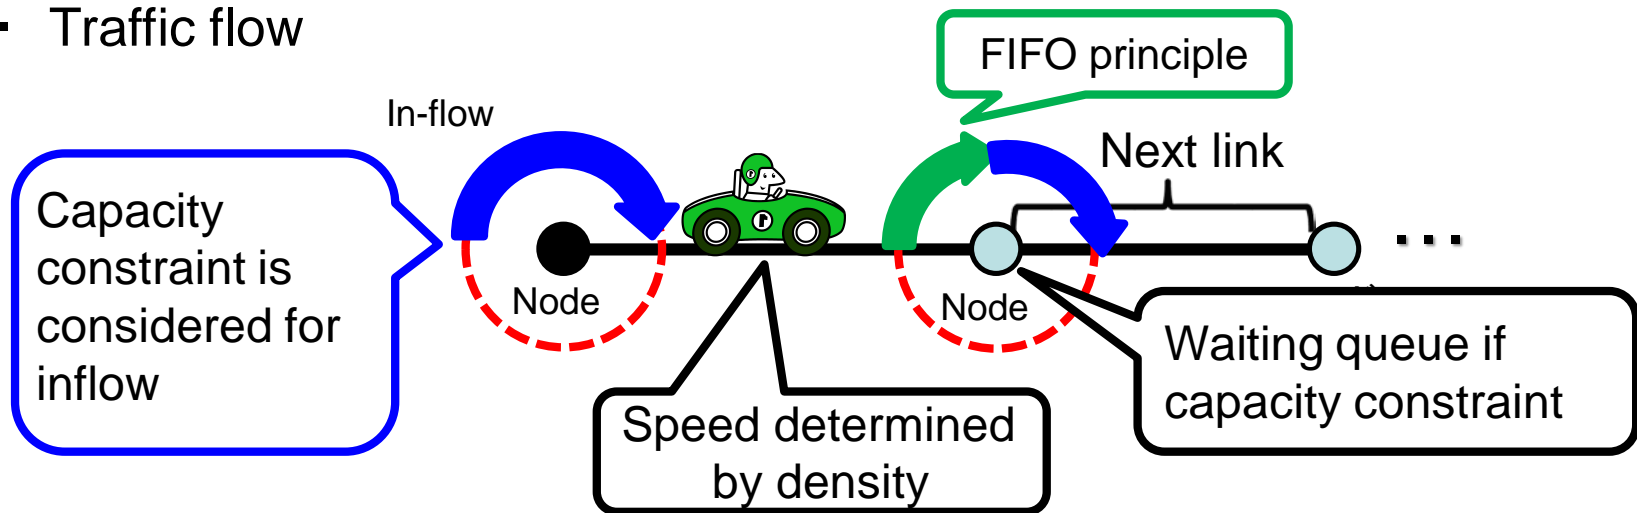 ▪ Traffic flow
FIFO principle
In-flow
Next link
Capacity
constraint is
considered for
inflow
Node
Node
...
Waiting queue if
capacity constraint
Speed determined
by density